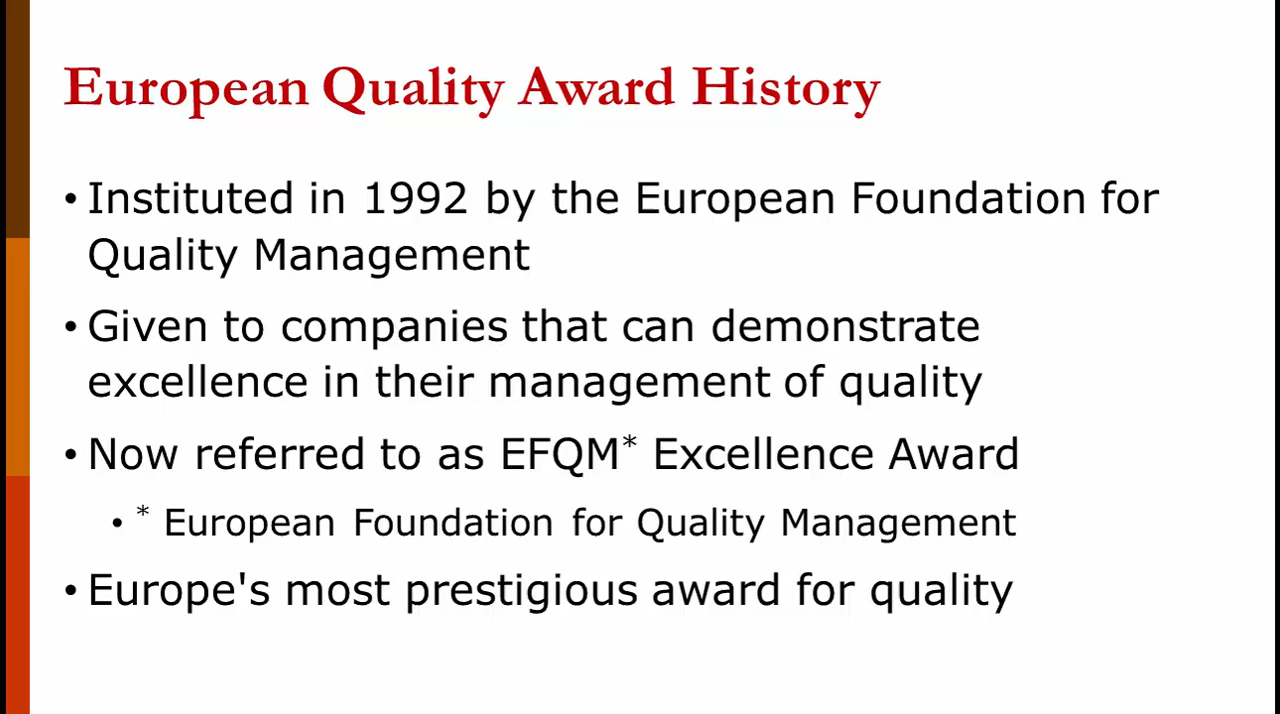 European Quality Award History
• Instituted in 1992 by the European Foundation for
Quality Management
• Given to companies that can demonstrate
excellence in their management of quality
• Now referred to as EFQM* Excellence Award
• * European Foundation for Quality Management
• Europe's most prestigious award for quality